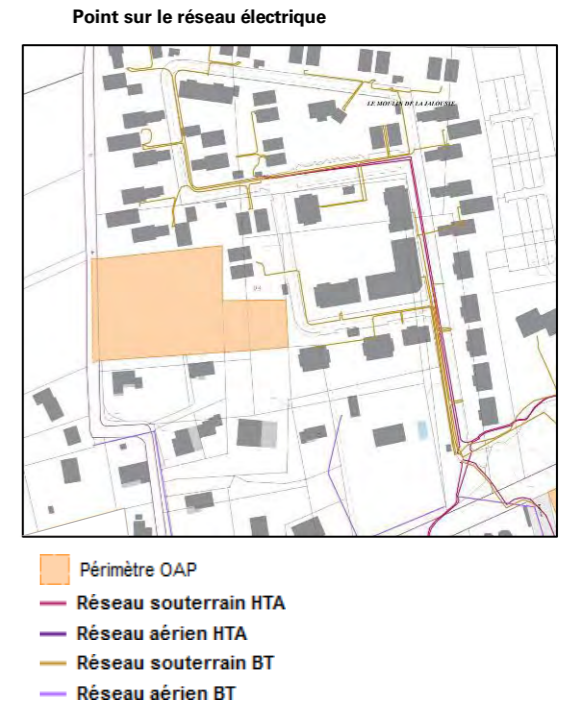 Point sur le réseau électrique
LE MOULIN DE LA JALOUSIE
Périmètre OAP
Réseau souterrain HTA
Réseau aérien HTA
Réseau souterrain BT
Réseau aérien BT